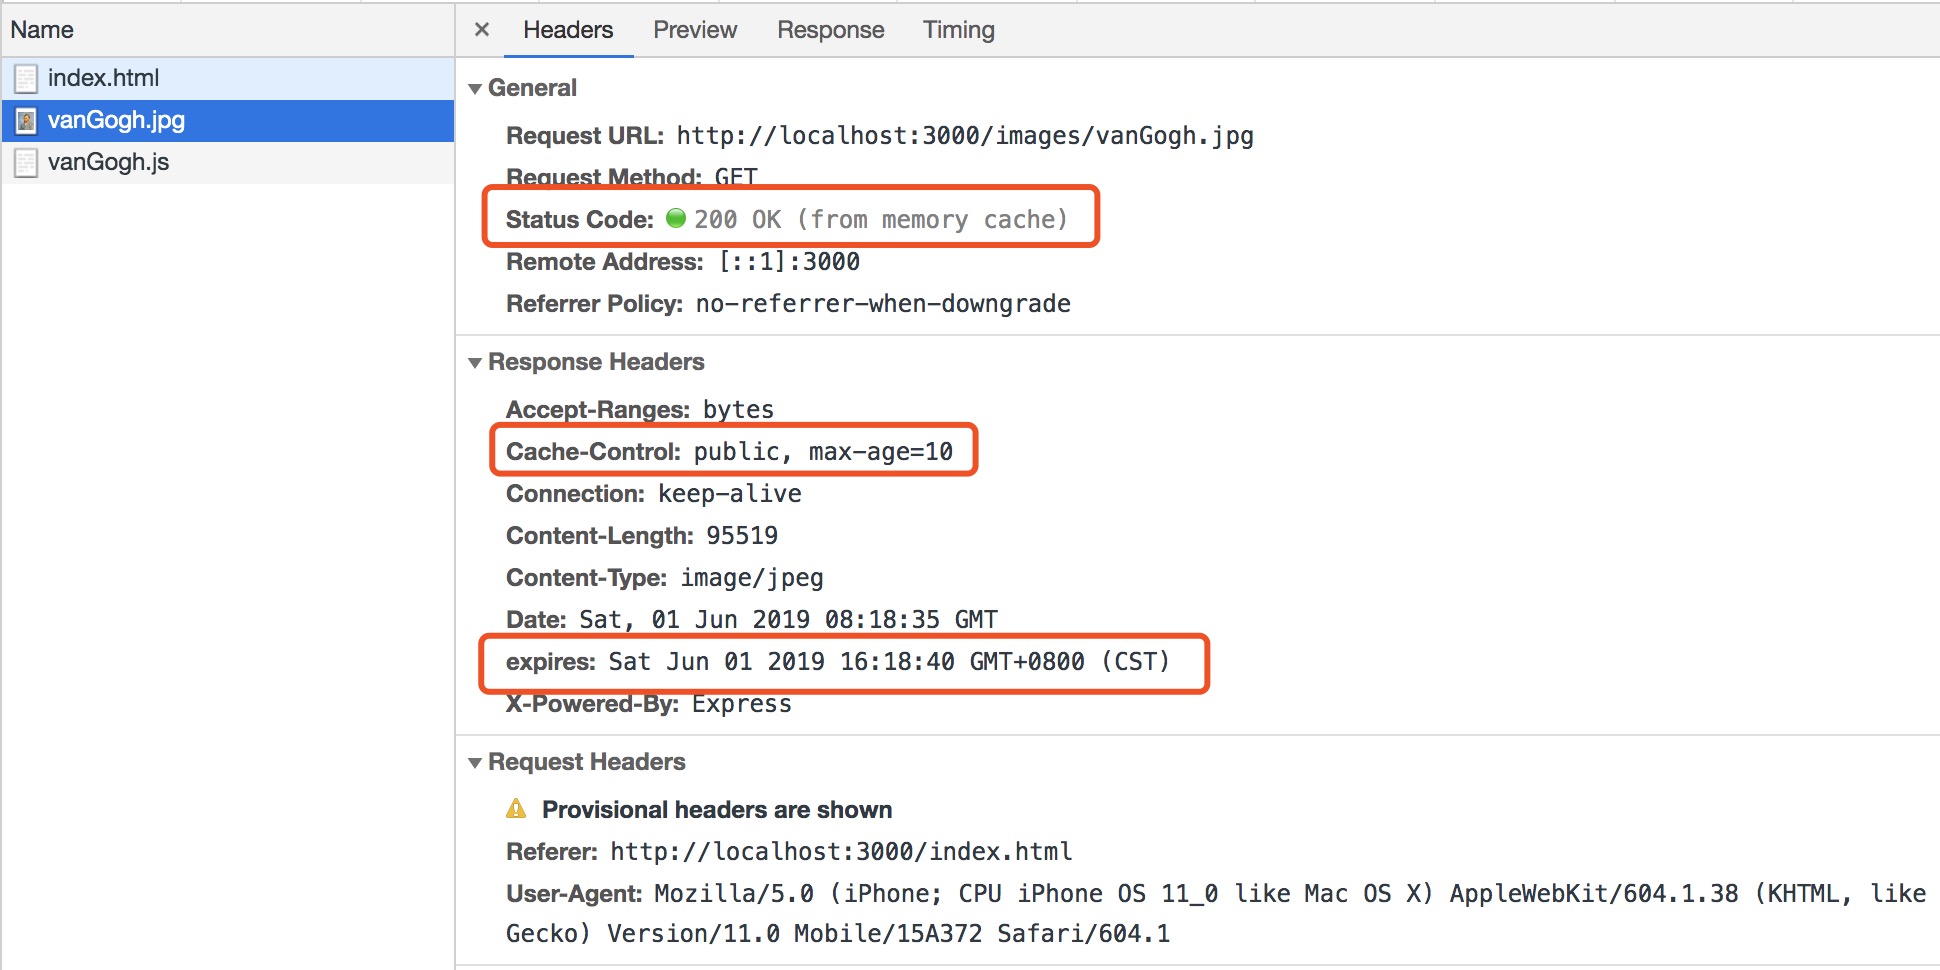 Name
index.html
vanGogh.jpg
vanGogh.js
× Headers Preview Response Timing
▼ General
Request URL: http://localhost:3000/images/vanGogh.jpg
Request Method: GET
Status Code: 200 OK (from memory cache)
Remote Address: [::1]:3000
Referrer Policy: no-referrer-when-downgrade
▼ Response Headers
Accept-Ranges: bytes
Cache-Control: public, max-age=10
Connection: keep-alive
Content-Length: 95519
Content-Type: image/jpeg
Date: Sat, 01 Jun 2019 08:18:35 GMT
expires: Sat Jun 01 2019 16:18:40 GMT+0800 (CST)
X-Powered-By: Express
▼ Request Headers
Provisional headers are shown
Referer: http://localhost:3000/index.html
User-Agent: Mozilla/5.0 (iPhone; CPU iPhone OS 11_0 like Mac OS X) AppleWebKit/604.1.38 (KHTML, like
Gecko) Version/11.0 Mobile/15A372 Safari/604.1